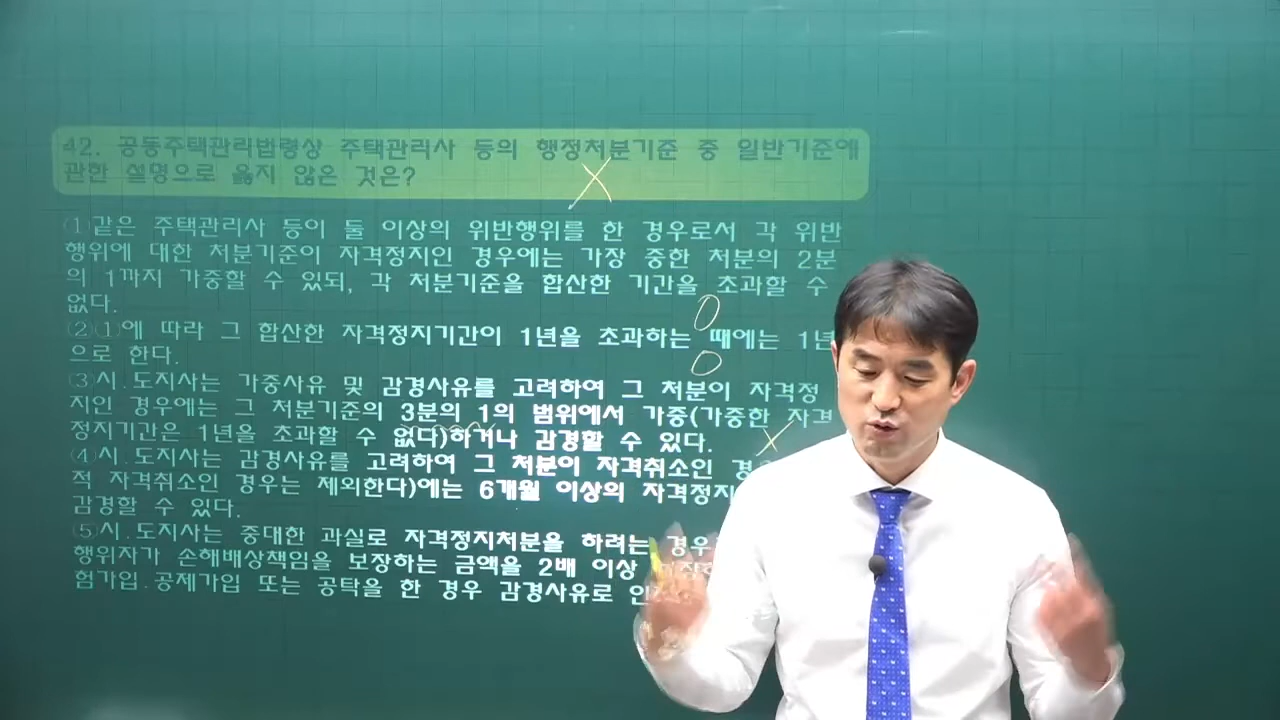 42. 공동주택관리법령상 주택관리사 등의 행정처분기준 중 일반기준에
관한 설명으로 옳지 않은 것은?
X
(1)같은 주택관리사 등이 둘 이상의 위반행위를 한 경우로서 각 위반
행위에 대한 처분기준이 자격정지인 경우에는 가장 중한 처분의 2분
의 1까지 가중할 수 있되, 각 처분기준을 합산한 기간을 초과할 수
없다.
O
(2)(1)에 따라 그 합산한 자격정지기간이 1년을 초과하는 때에는 1년
으로 한다.
O
(3)시.도지사는 가중사유 및 감경사유를 고려하여 그 처분이 자격정
지인 경우에는 그 처분기준의 3분의 1의 범위에서 가중(가중한 자격
정지기간은 1년을 초과할 수 없다)하거나 감경할 수 있다.
X
(4)시.도지사는 감경사유를 고려하여 그 처분이 자격취소인
적 자격취소인 경우는 제외한다)에는 6개월 이상의 자격정지
감경할 수 있다.
(5)시.도지사는 중대한 과실로 자격정지처분을 하려는 경우
행위자가 손해배상책임을 보장하는 금액을 2배 이상
험가입.공제가입 또는 공탁을 한 경우 감경사유로